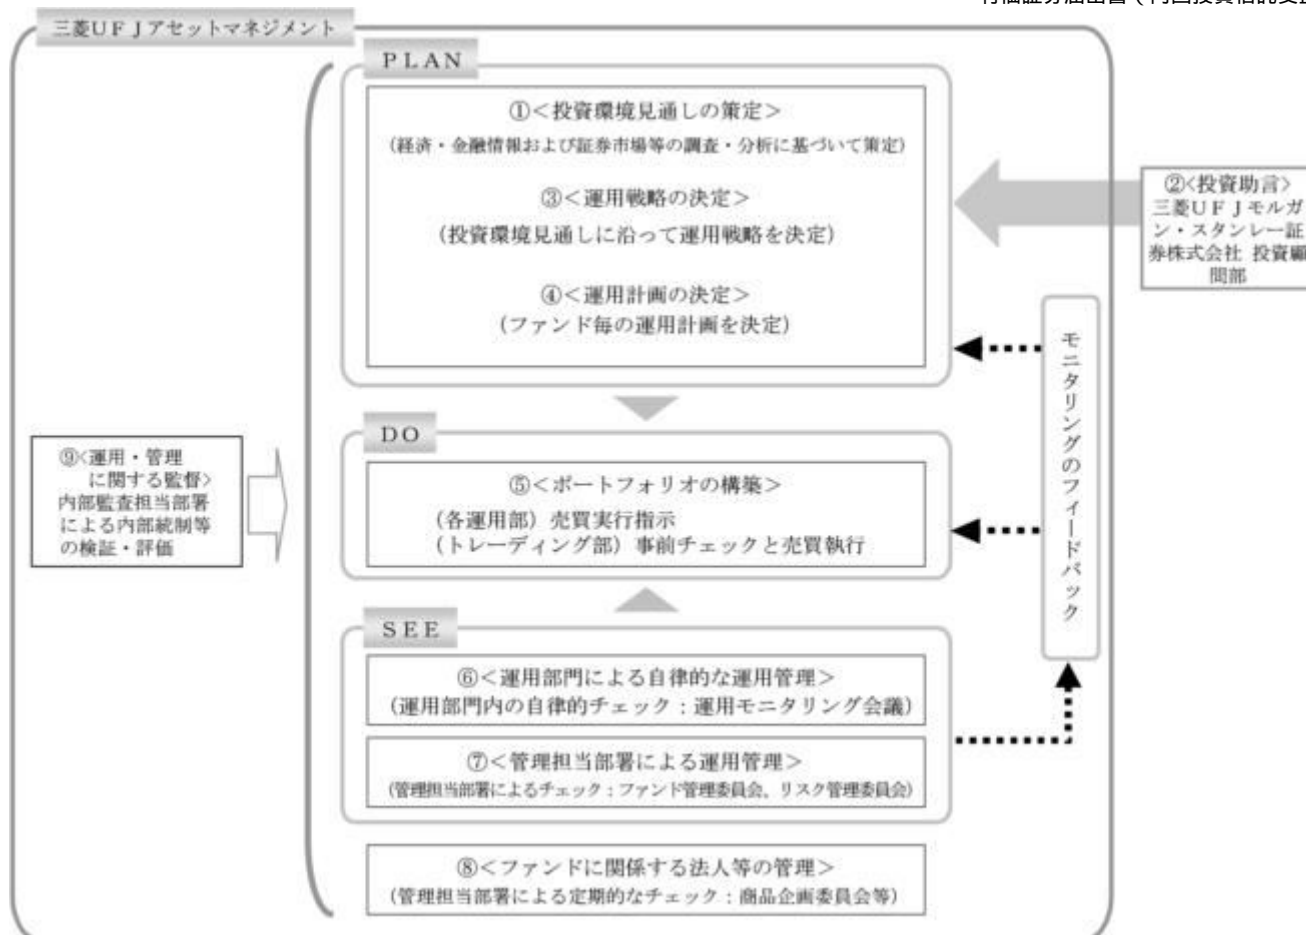 三菱UFJアセットマネジメント
PLAN
①<投資環境見通しの策定>
(経済・金融情報および証券市場等の調査・分析に基づいて策定)
③<運用戦略の決定>
(投資環境見通しに沿って運用戦略を決定)
④<運用計画の決定>
(ファンド毎の運用計画を決定)
②<投資助言>
三菱UFJモルガ
ン・スタンレー証
券株式会社 投資顧
問部
モニタリングのフィードバック
DO
⑤<ポートフォリオの構築>
(各運用部)売買実行指示
(トレーディング部)事前チェックと売買執行
⑨<運用・管理
に関する監督>
内部監査担当部署
による内部統制等
の検証・評価
SEE
⑥<運用部門による自律的な運用管理>
(運用部門内の自律的チェック:運用モニタリング会議)
⑦<管理担当部署による運用管理>
(管理担当部署によるチェック:ファンド管理委員会、リスク管理委員会)
⑧<ファンドに関係する法人等の管理>
(管理担当部署による定期的なチェック:商品企画委員会等)